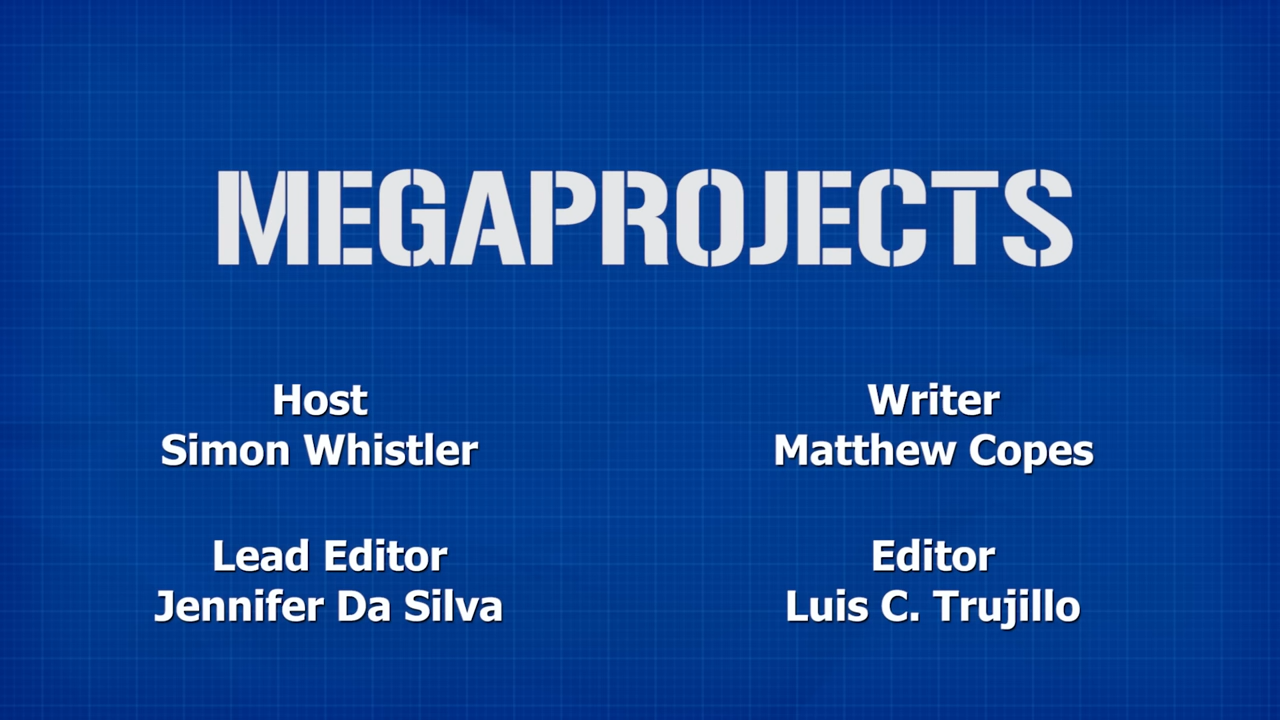 MEGAPROJECTS
Host
Simon Whistler
Writer
Matthew Copes
Lead Editor
Jennifer Da Silva
Editor
Luis C. Trujillo